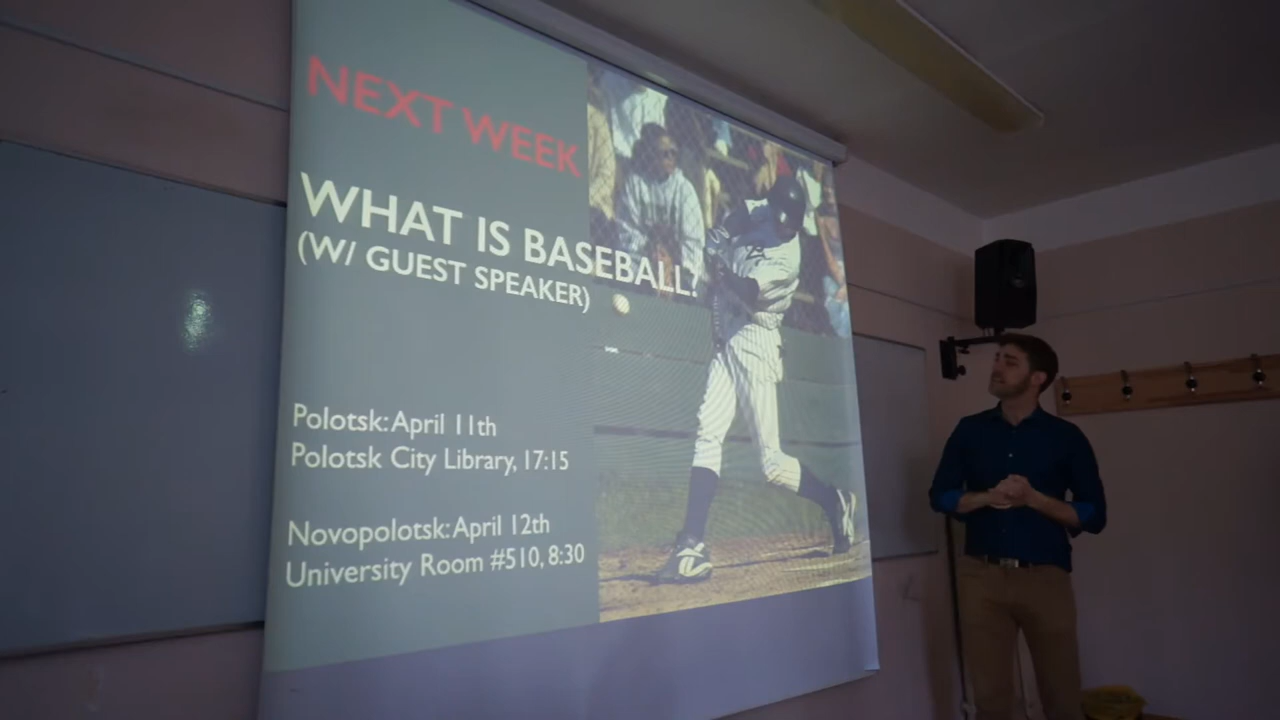 NEXT WEEK
WHAT IS BASEBALL?
(W/ GUEST SPEAKER)
Polotsk: April 11th
Polotsk City Library, 17:15
Novopolotsk: April 12th
University Room #510, 8:30